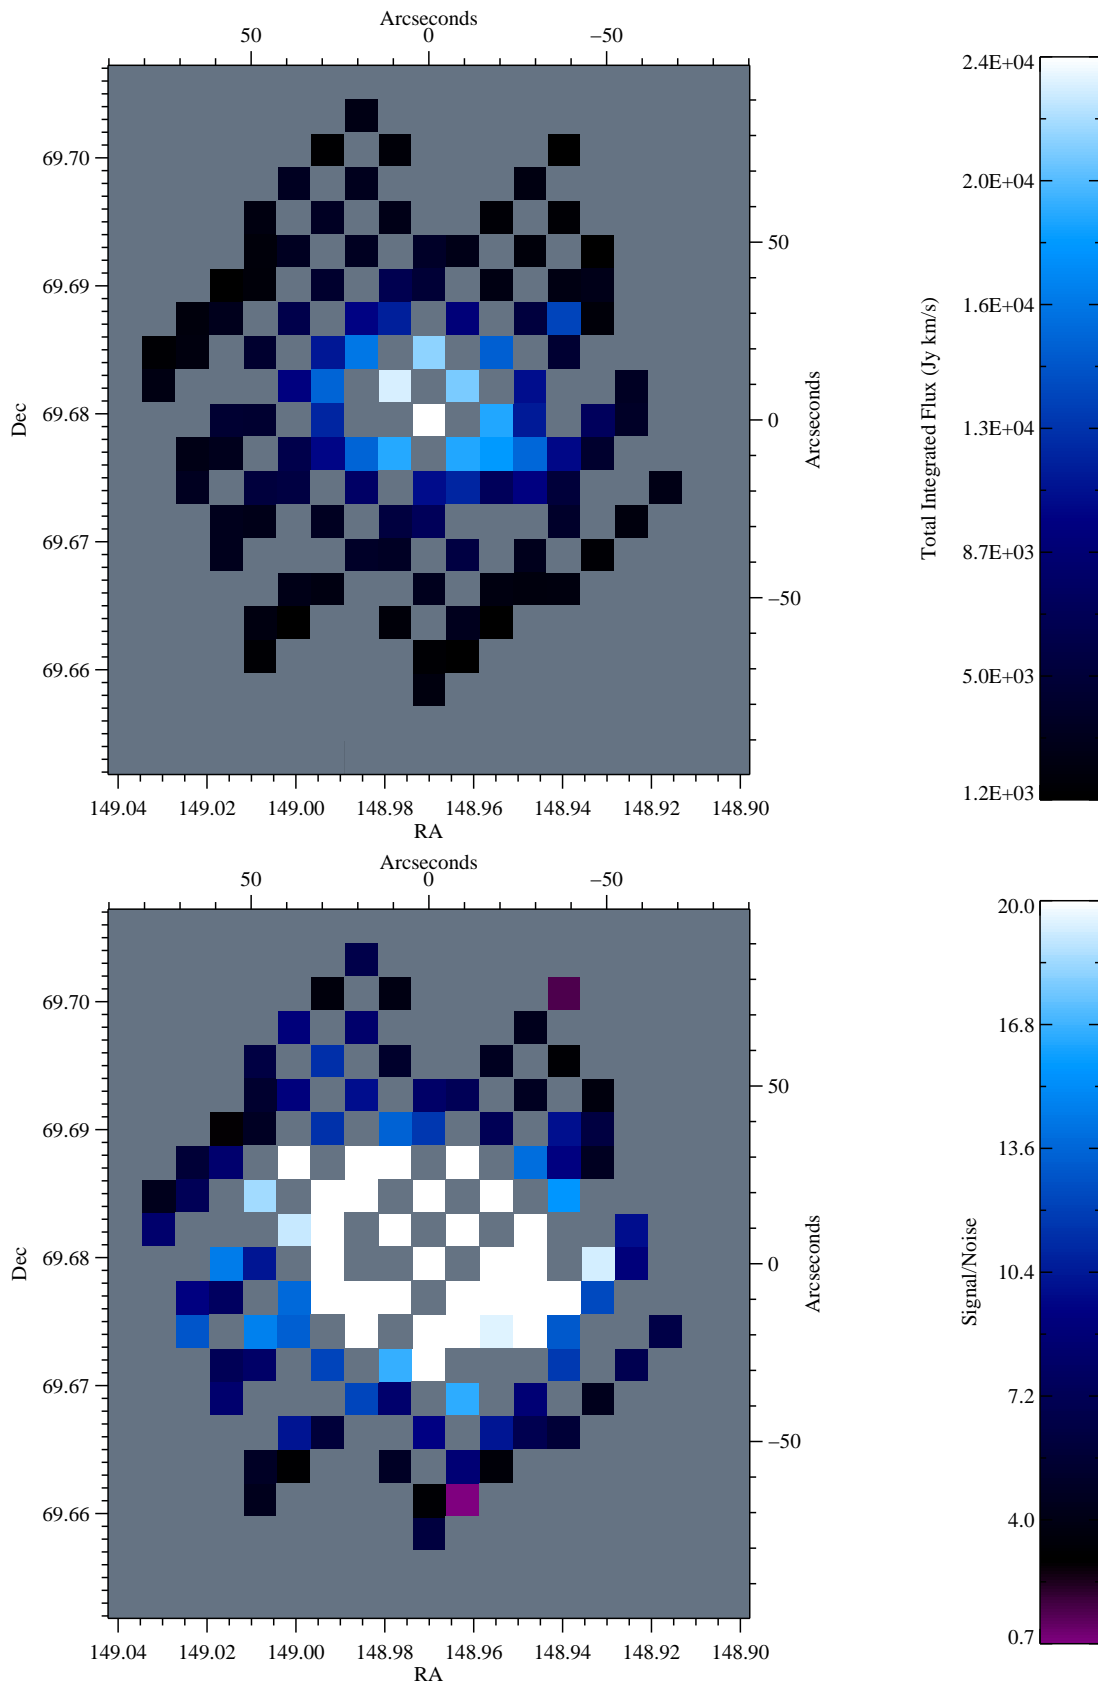 Arcseconds
50 0 −50
2.4E+04
69.70
2.0E+04
50
69.69
1.6E+04
Total Integrated Flux (Jy km/s)
Dec
69.68
0
Arcseconds
1.3E+04
69.67
8.7E+03
−50
69.66
5.0E+03
1.2E+03
149.04 149.02 149.00 148.98 148.96 148.94 148.92 148.90
RA
Arcseconds
50 0 −50
20.0
69.70
16.8
50
69.69
13.6
Dec
69.68
0
Arcseconds
Signal/Noise
10.4
69.67
7.2
−50
69.66
4.0
0.7
149.04 149.02 149.00 148.98 148.96 148.94 148.92 148.90
RA